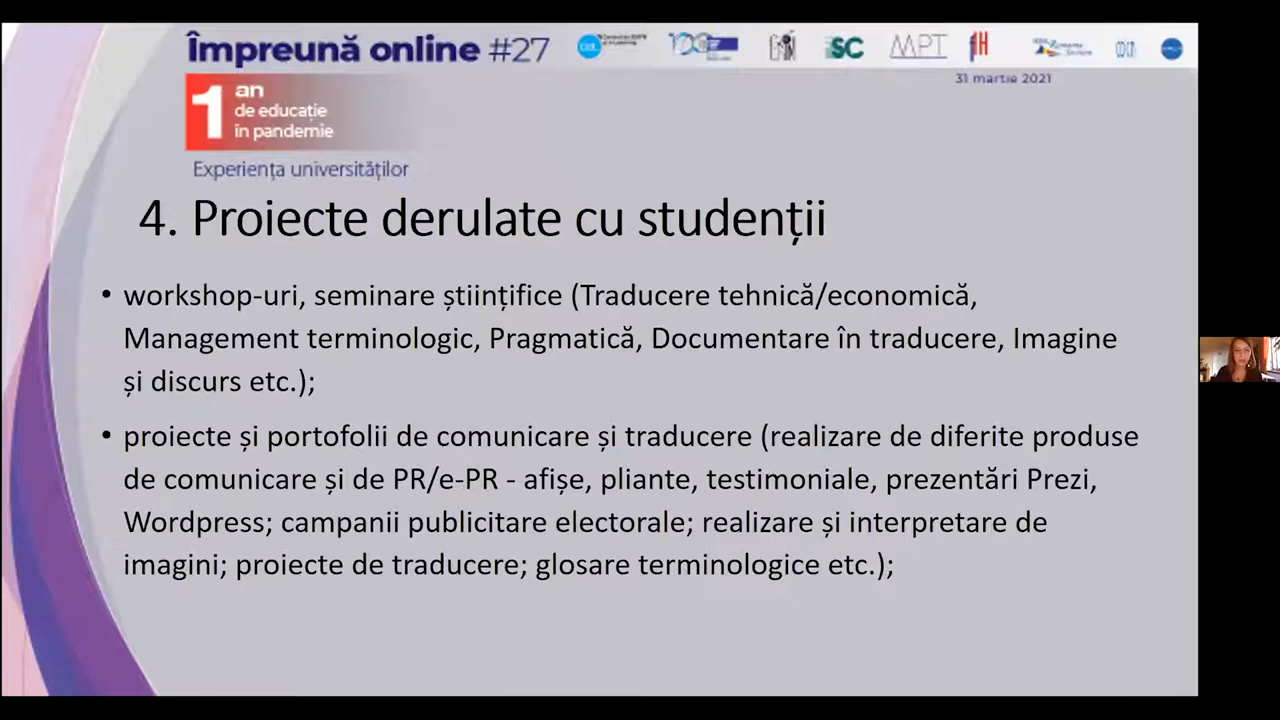 Împreună online #27
SC
MPT
31 martie 2021
1 an
de educație
în pandemie
Experiența universităților
4. Proiecte derulate cu studenții
• workshop-uri, seminare științifice (Traducere tehnică/economică,
Management terminologic, Pragmatică, Documentare în traducere, Imagine
și discurs etc.);
• proiecte și portofolii de comunicare și traducere (realizare de diferite produse
de comunicare și de PR/e-PR - afișe, pliante, testimoniale, prezentări Prezi,
Wordpress; campanii publicitare electorale; realizare și interpretare de
imagini; proiecte de traducere; glosare terminologice etc.);